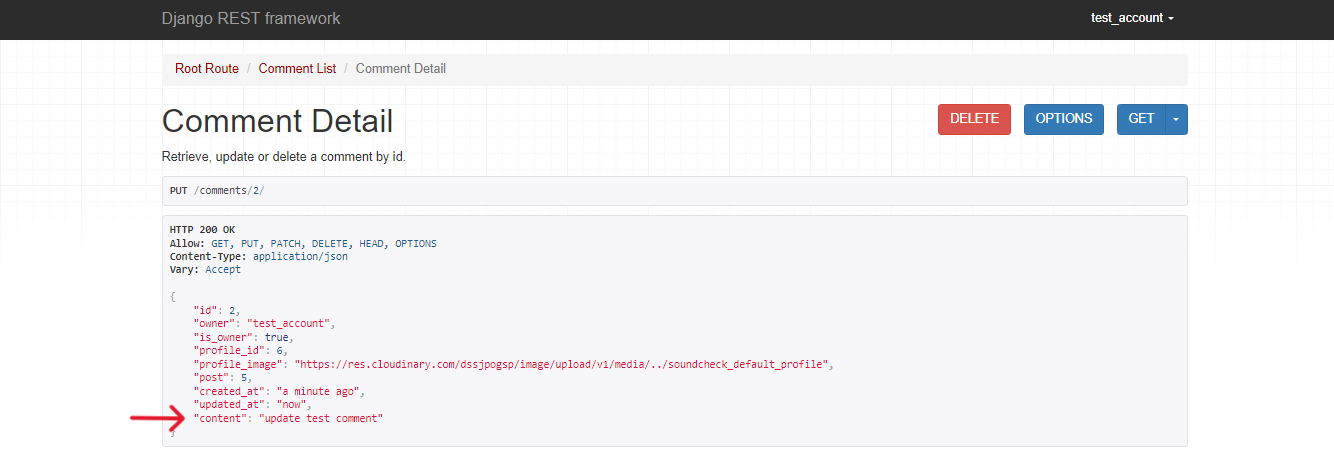 Django REST framework
test_account
Root Route / Comment List / Comment Detail
Comment Detail
DELETE
OPTIONS
GET
Retrieve, update or delete a comment by id.
PUT /comments/2/
HTTP 200 OK
Allow: GET, PUT, PATCH, DELETE, HEAD, OPTIONS
Content-Type: application/json
Vary: Accept
{
    "id": 2,
    "owner": "test_account",
    "is_owner": true,
    "profile_id": 6,
    "profile_image": "https://res.cloudinary.com/dssjpogsp/image/upload/v1/media/../soundcheck_default_profile",
    "post": 5,
    "created_at": "a minute ago",
    "updated_at": "now",
    "content": "update test comment"
}